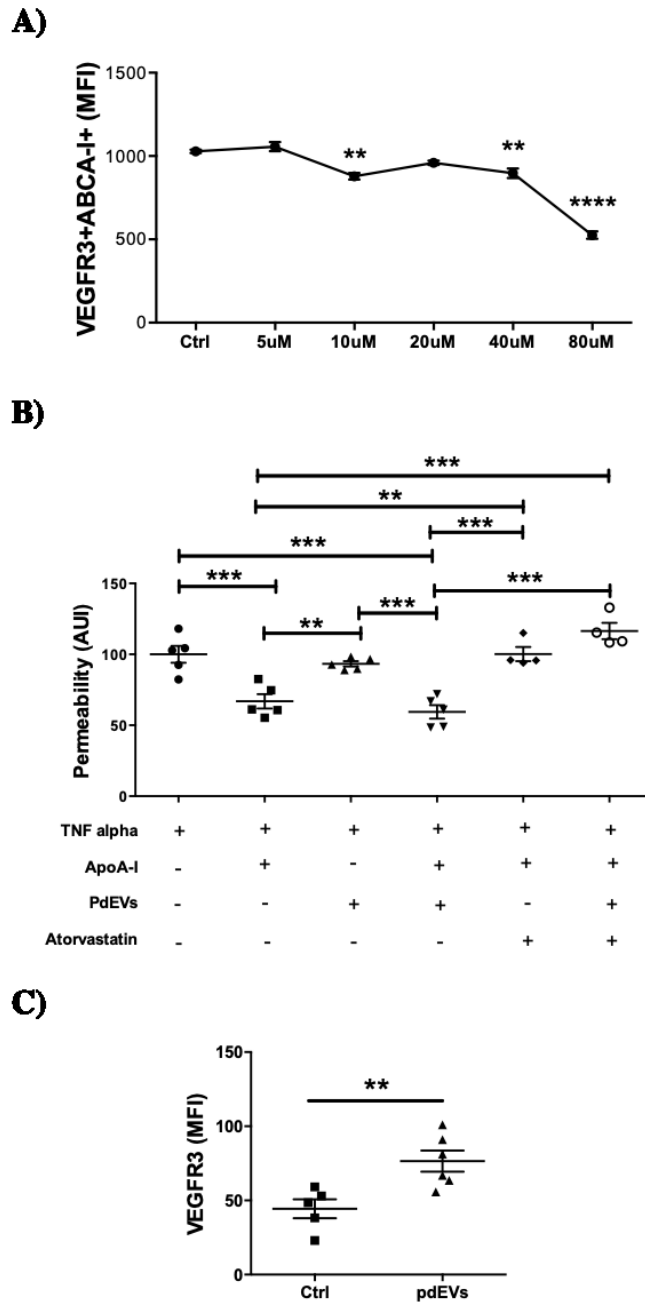 A)
VEGFR3+ABCA-I+ (MFI)
1500
1000
500
0
** ** ****
Ctrl 5uM 10uM 20uM 40uM 80uM
B)
Permeability (AUI)
***
**
***
***
*** *** ***
**
150
100
50
0
TNF alpha + + + + + +
ApoA-I - + - + + +
PdEVs - - + + - +
Atorvastatin - - - - + +
C)
VEGFR3 (MFI)
150
100
50
0
**
Ctrl pdEVs